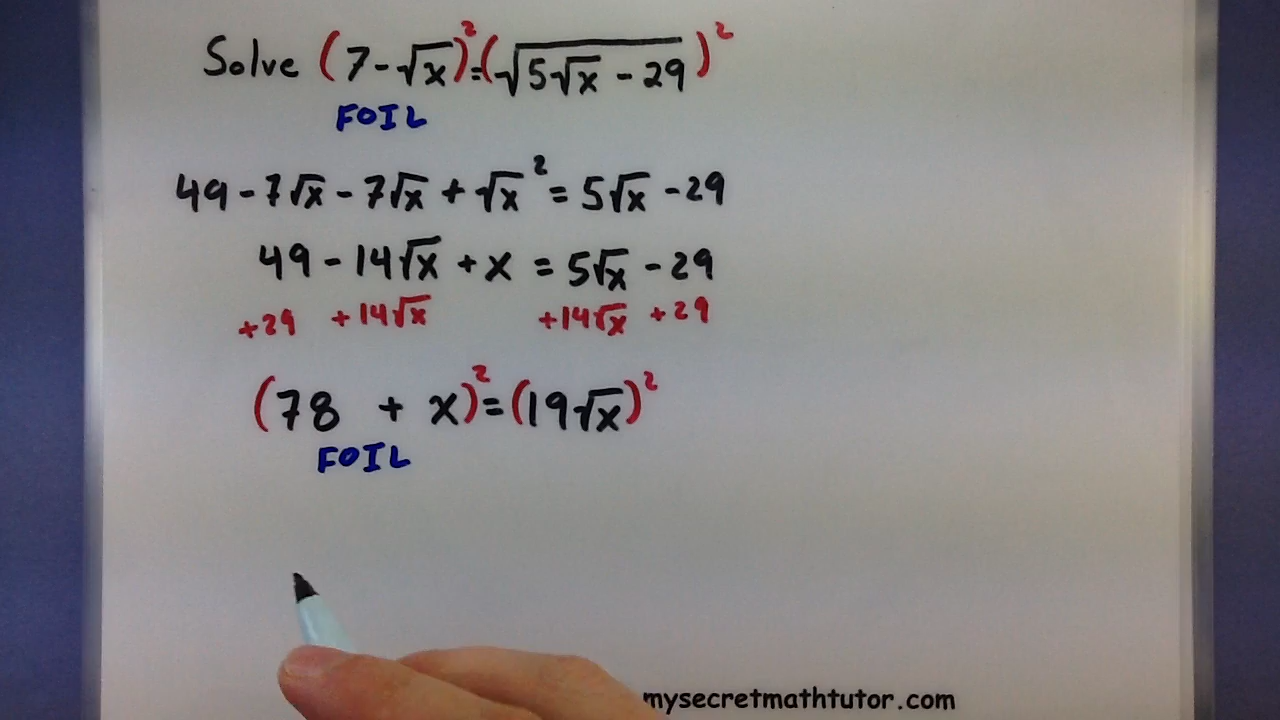 Solve (7-√x)²=(√(5√x - 29))²
FOIL
49 - 7√x - 7√x + √x² = 5√x - 29
49 - 14√x + x = 5√x - 29
+29 +14√x +14√x +29
(78 + x)² = (19√x)²
FOIL
mysecretmathtutor.com